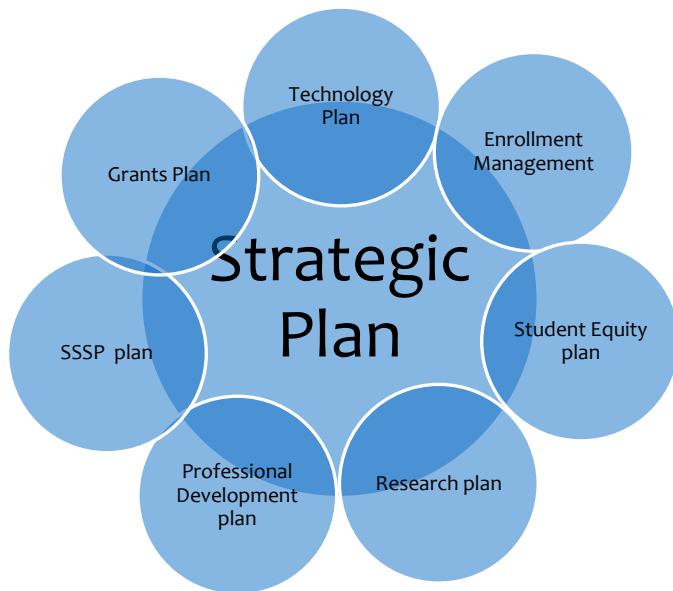 Technology
Plan
Enrollment
Management
Grants Plan
Strategic
Plan
Student Equity
plan
SSSP plan
Research plan
Professional
Development
plan